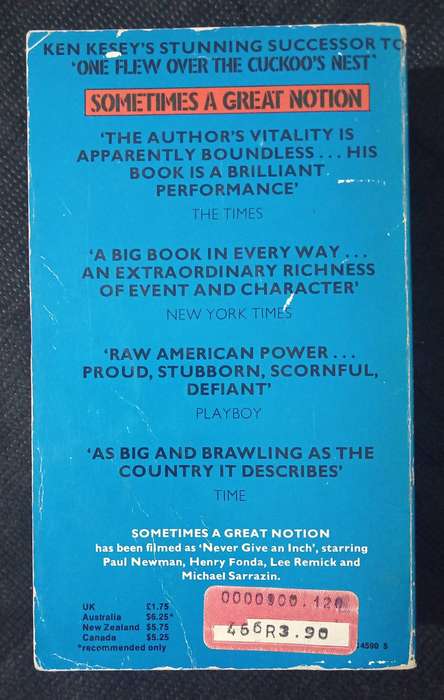 KEN KESEY'S STUNNING SUCCESSOR TO
'ONE FLEW OVER THE CUCKOO'S NEST'
SOMETIMES A GREAT NOTION
'THE AUTHOR'S VITALITY IS
APPARENTLY BOUNDLESS... HIS
BOOK IS A BRILLIANT
PERFORMANCE'
THE TIMES
'A BIG BOOK IN EVERY WAY...
AN EXTRAORDINARY RICHNESS
OF EVENT AND CHARACTER'
NEW YORK TIMES
'RAW AMERICAN POWER...
PROUD, STUBBORN, SCORNFUL,
DEFIANT'
PLAYBOY
'AS BIG AND BRAWLING AS THE
COUNTRY IT DESCRIBES'
TIME
SOMETIMES A GREAT NOTION
has been filmed as 'Never Give an Inch', starring
Paul Newman, Henry Fonda, Lee Remick and
Michael Sarrazin.
UK £1.75
Australia $6.25*
New Zealand $5.75
Canada $5.25
*recommended only
466R3.90
04590 5